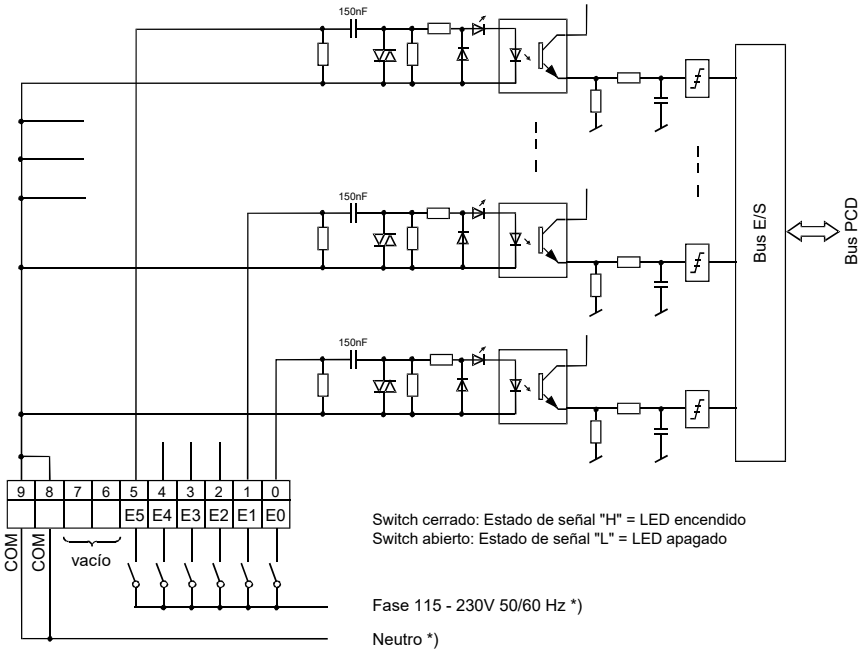 150nF
150nF
Bus E/S
Bus PCD
150nF
9 8 7 6 5 4 3 2 1 0
E5 E4 E3 E2 E1 E0
COM
COM
vacío
Switch cerrado: Estado de señal "H" = LED encendido
Switch abierto: Estado de señal "L" = LED apagado
Fase 115 - 230V 50/60 Hz *)
Neutro *)